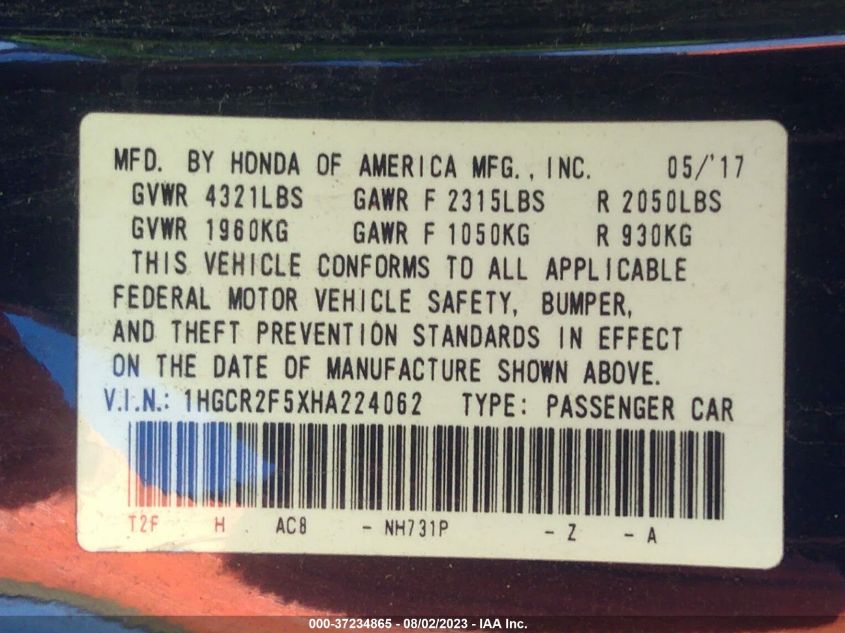 MFD. BY HONDA OF AMERICA MFG., INC. 05/'17
GVWR 4321LBS GAWR F 2315LBS R 2050LBS
GVWR 1960KG GAWR F 1050KG R 930KG
THIS VEHICLE CONFORMS TO ALL APPLICABLE
FEDERAL MOTOR VEHICLE SAFETY, BUMPER,
AND THEFT PREVENTION STANDARDS IN EFFECT
ON THE DATE OF MANUFACTURE SHOWN ABOVE.
V.I.N.: 1HGCR2F5XHA224062 TYPE: PASSENGER CAR
T2F H AC8 - NH731P - Z - A
000-37234865 - 08/02/2023 - IAA Inc.